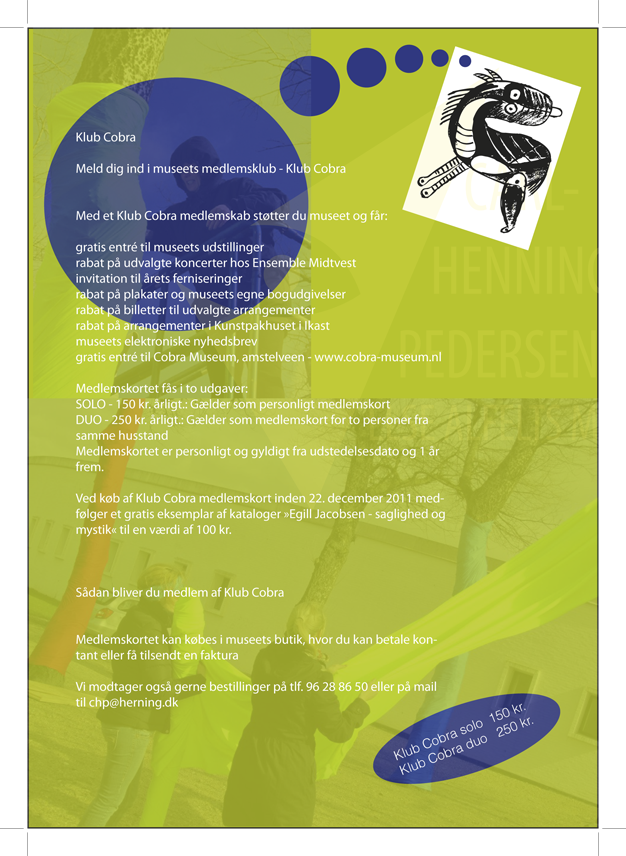 Klub Cobra
Meld dig ind i museets medlemsklub - Klub Cobra
Med et Klub Cobra medlemskab støtter du museet og får:
gratis entré til museets udstillinger
rabat på udvalgte koncerter hos Ensemble Midtvest
invitation til årets ferniseringer
rabat på plakater og museets egne bogudgivelser
rabat på billetter til udvalgte arrangementer
rabat på arrangementer i Kunstpakhuset i Ikast
museets elektroniske nyhedsbrev
gratis entré til Cobra Museum, amstelveen - www.cobra-museum.nl
Medlemskortet fås i to udgaver:
SOLO - 150 kr. årligt.: Gælder som personligt medlemskort
DUO - 250 kr. årligt.: Gælder som medlemskort for to personer fra
samme husstand
Medlemskortet er personligt og gyldigt fra udstedelsesdato og 1 år
frem.
Ved køb af Klub Cobra medlemskort inden 22. december 2011 med-
følger et gratis eksemplar af kataloger »Egill Jacobsen - saglighed og
mystik« til en værdi af 100 kr.
Sådan bliver du medlem af Klub Cobra
Medlemskortet kan købes i museets butik, hvor du kan betale kon-
tant eller få tilsendt en faktura
Vi modtager også gerne bestillinger på tlf. 96 28 86 50 eller på mail
til chp@herning.dk
HENNING
PEDERSEN
Klub Cobra solo 150 kr.
Klub Cobra duo 250 kr.